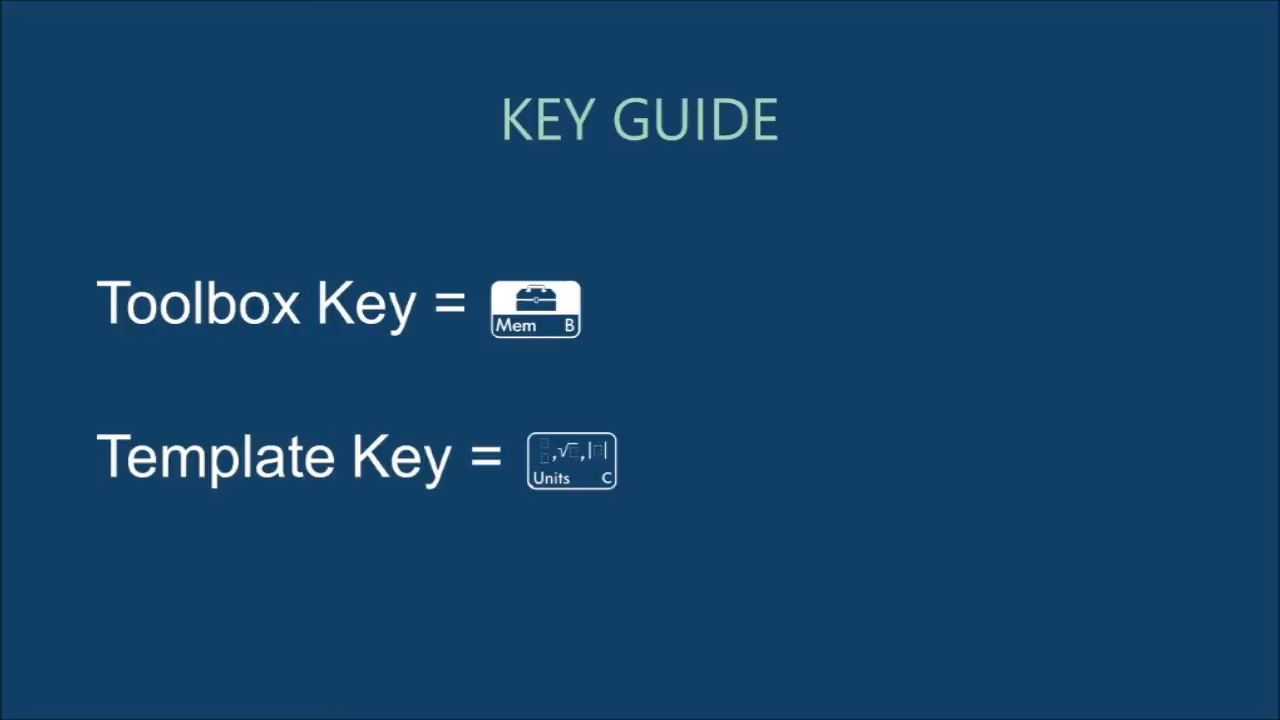 KEY GUIDE
Toolbox Key =
Mem B
Template Key =
▯/▯,√▯,|▯|
Units C